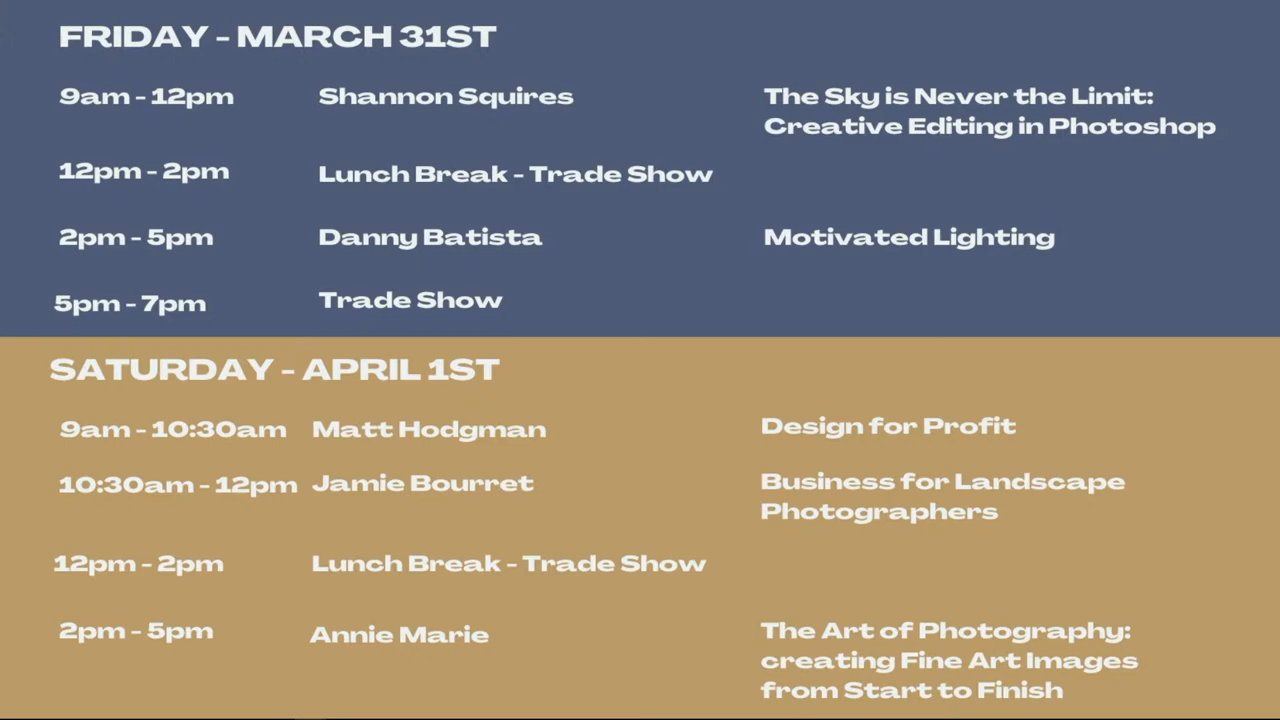 FRIDAY - MARCH 31ST
9am - 12pm Shannon Squires The Sky is Never the Limit:
Creative Editing in Photoshop
12pm - 2pm Lunch Break - Trade Show
2pm - 5pm Danny Batista Motivated Lighting
5pm - 7pm Trade Show
SATURDAY - APRIL 1ST
9am - 10:30am Matt Hodgman Design for Profit
10:30am - 12pm Jamie Bourret Business for Landscape
Photographers
12pm - 2pm Lunch Break - Trade Show
2pm - 5pm Annie Marie The Art of Photography:
creating Fine Art Images
from Start to Finish